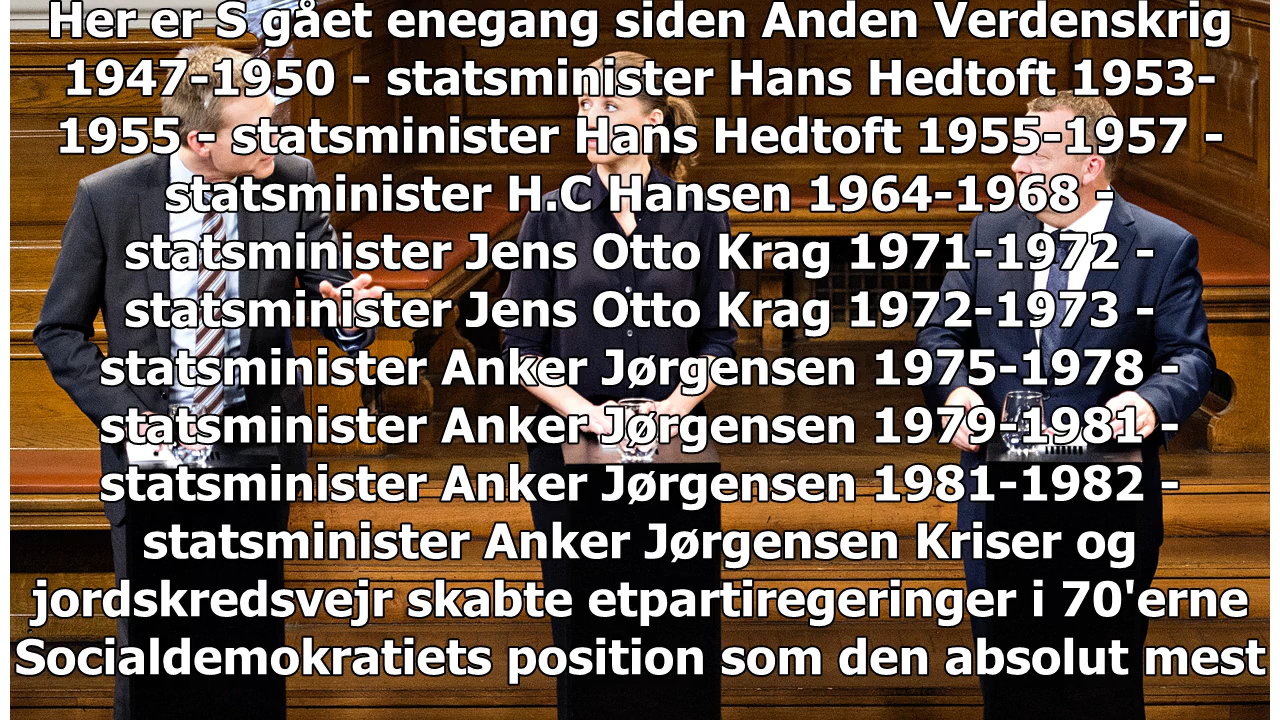 Her er S gået enegang siden Anden Verdenskrig
1947-1950 - statsminister Hans Hedtoft 1953-
1955 - statsminister Hans Hedtoft 1955-1957 -
statsminister H.C Hansen 1964-1968 -
statsminister Jens Otto Krag 1971-1972 -
statsminister Jens Otto Krag 1972-1973 -
statsminister Anker Jørgensen 1975-1978 -
statsminister Anker Jørgensen 1979-1981 -
statsminister Anker Jørgensen 1981-1982 -
statsminister Anker Jørgensen Kriser og
jordskredsvejr skabte etpartiregeringer i 70'erne
Socialdemokratiets position som den absolut mest